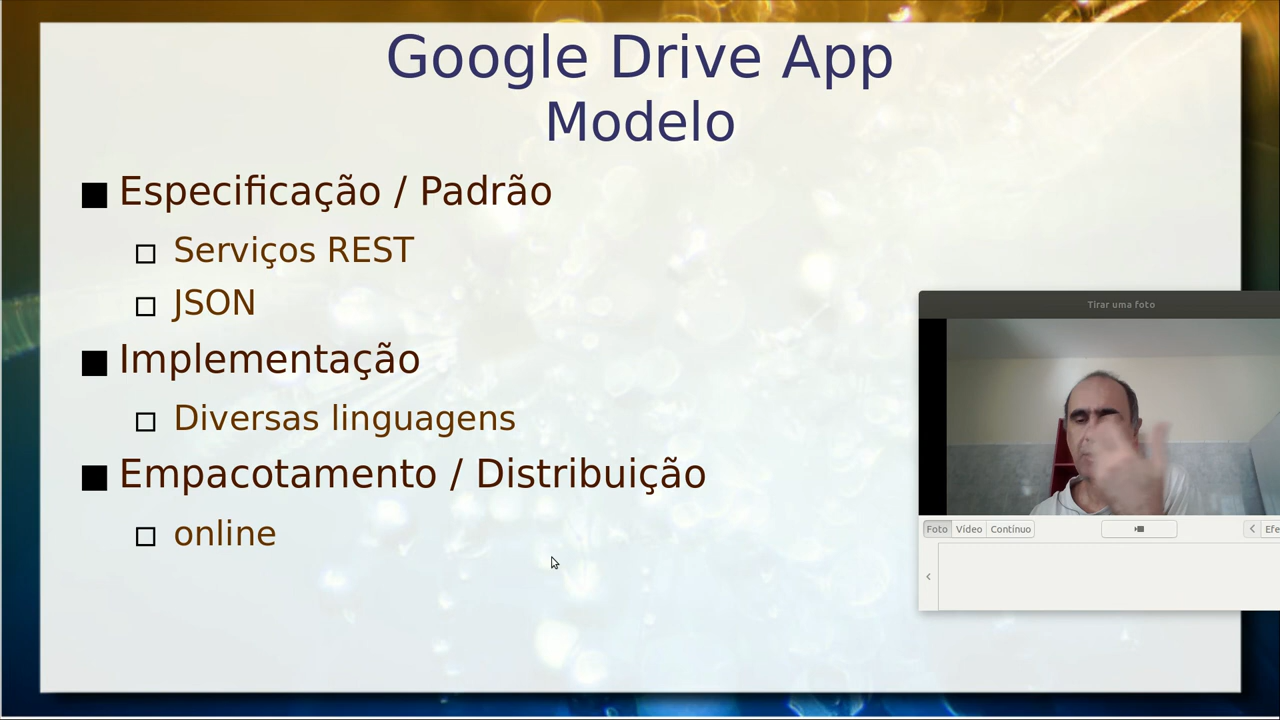 Google Drive App
Modelo
Especificação / Padrão
Serviços REST
JSON
Implementação
Diversas linguagens
Empacotamento / Distribuição
online
Tirar uma foto
Foto Vídeo Contínuo
Efe